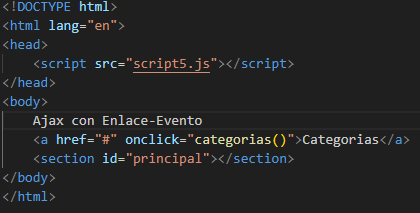 <!DOCTYPE html>
<html lang="en">
<head>
    <script src="script5.js"></script>
</head>
<body>
    Ajax con Enlace-Evento
    <a href="#" onclick="categorias()">Categorias</a>
    <section id="principal"></section>
</body>
</html>